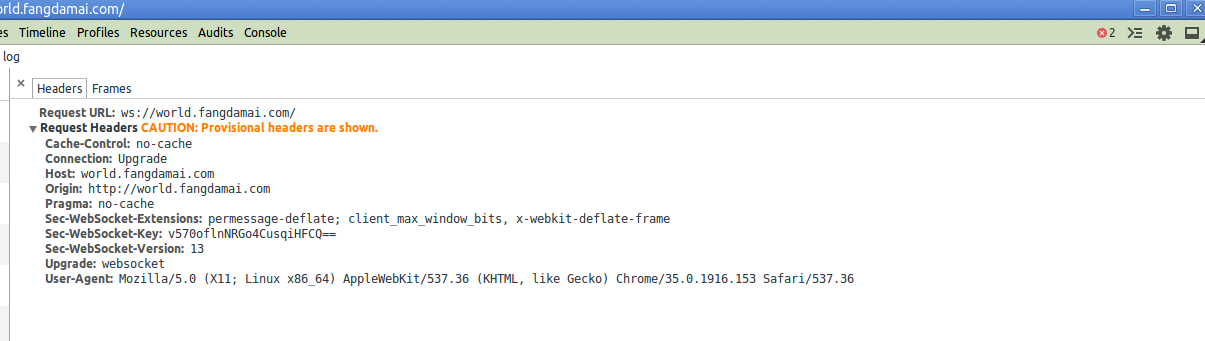 orld.fangdamai.com/
es Timeline Profiles Resources Audits Console 2
log
× Headers Frames
Request URL: ws://world.fangdamai.com/
Request Headers CAUTION: Provisional headers are shown.
Cache-Control: no-cache
Connection: Upgrade
Host: world.fangdamai.com
Origin: http://world.fangdamai.com
Pragma: no-cache
Sec-WebSocket-Extensions: permessage-deflate; client_max_window_bits, x-webkit-deflate-frame
Sec-WebSocket-Key: v570oflnNRGo4CusqiHFCQ==
Sec-WebSocket-Version: 13
Upgrade: websocket
User-Agent: Mozilla/5.0 (X11; Linux x86_64) AppleWebKit/537.36 (KHTML, like Gecko) Chrome/35.0.1916.153 Safari/537.36